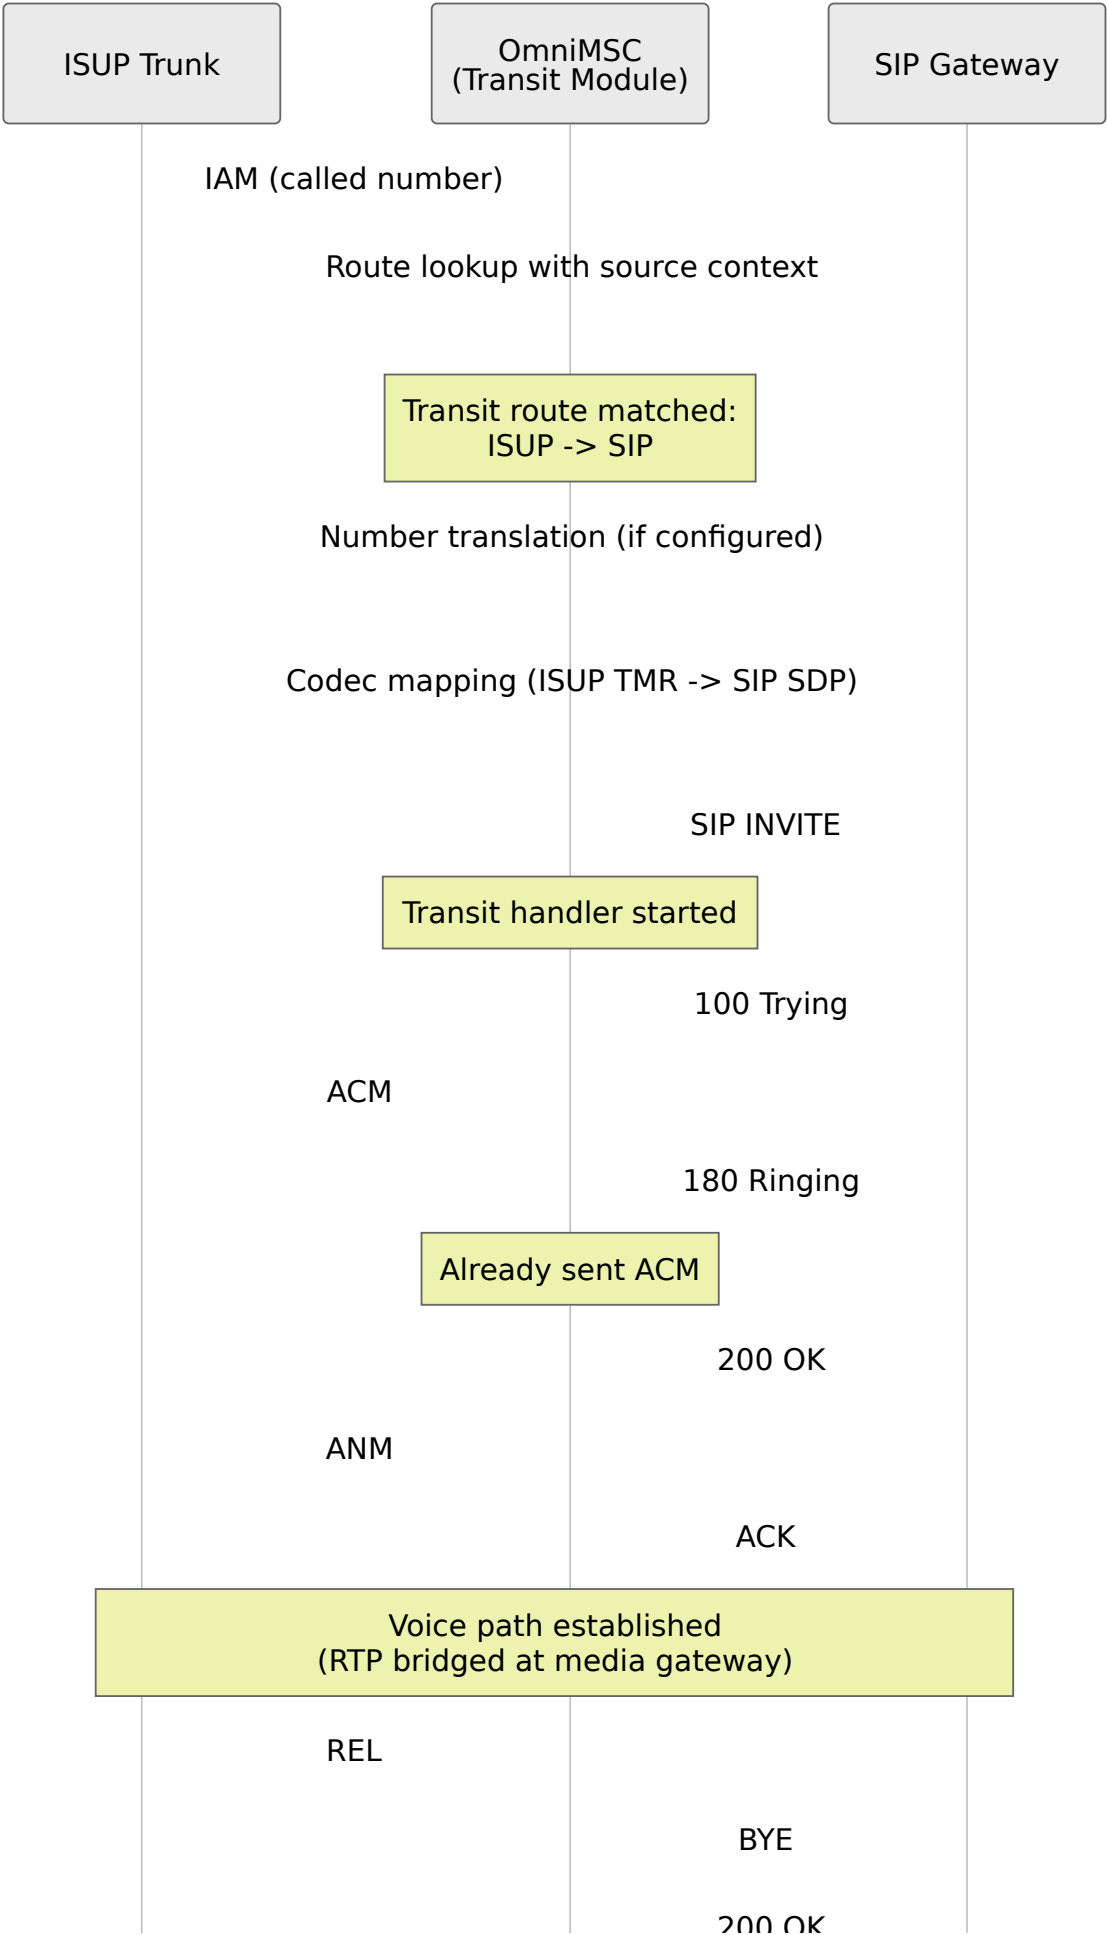 ISUP Trunk
OmniMSC
(Transit Module)
SIP Gateway
IAM (called number)
Route lookup with source context
Transit route matched:
ISUP -> SIP
Number translation (if configured)
Codec mapping (ISUP TMR -> SIP SDP)
SIP INVITE
Transit handler started
100 Trying
ACM
180 Ringing
Already sent ACM
200 OK
ANM
ACK
Voice path established
(RTP bridged at media gateway)
REL
BYE
200 OK